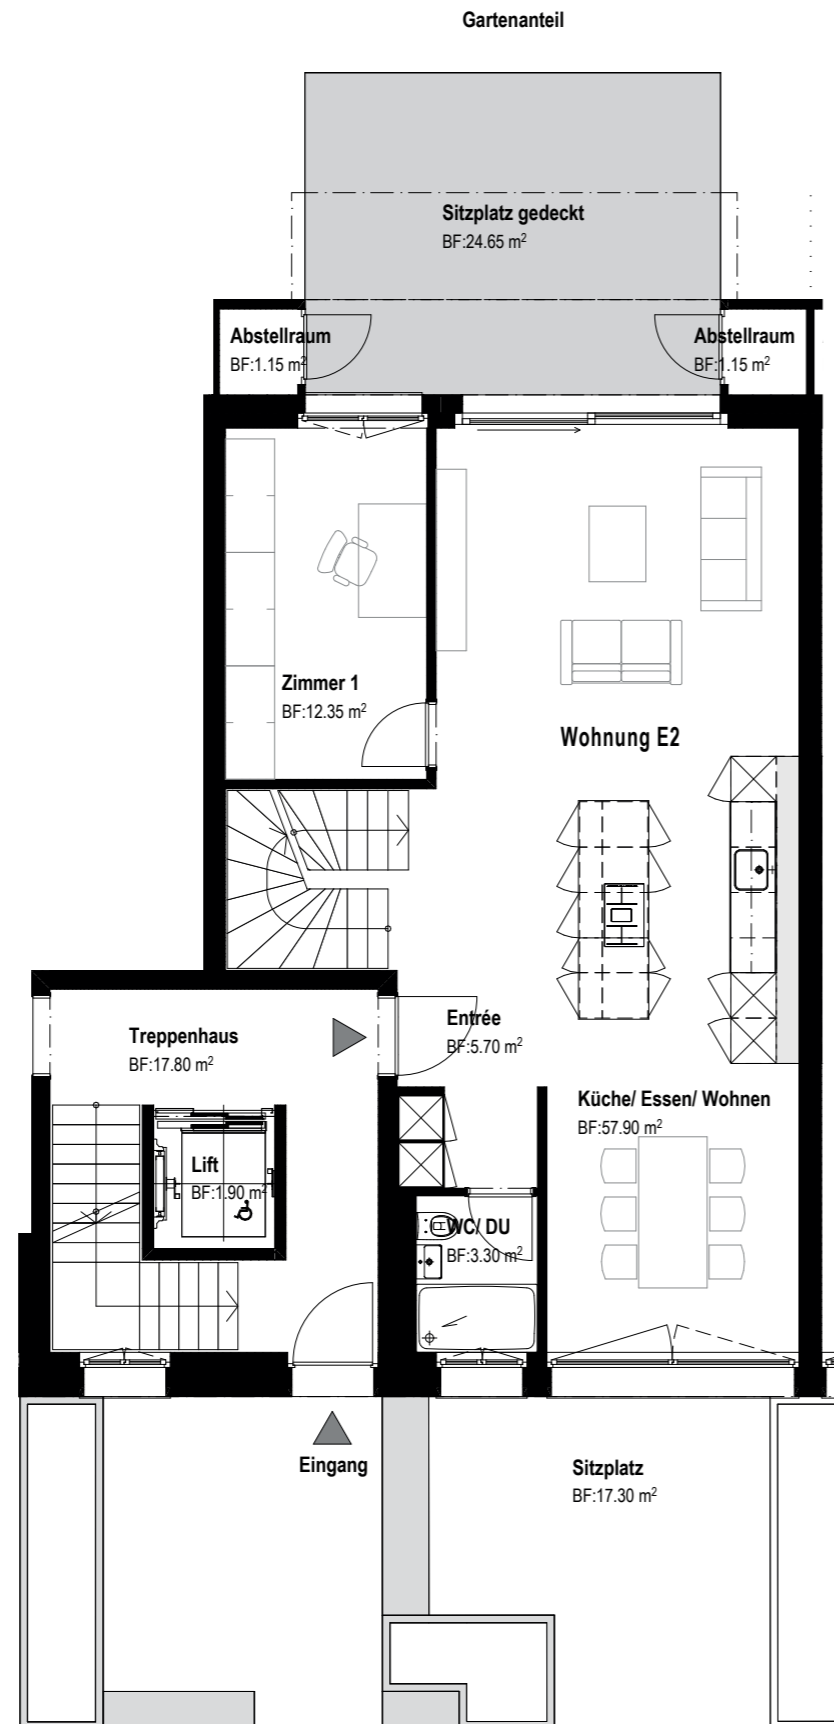 Gartenanteil
Sitzplatz gedeckt
BF:24.65 m²
Abstellraum
BF:1.15 m²
Abstellraum
BF:1.15 m²
Zimmer 1
BF:12.35 m²
Wohnung E2
Entrée
BF:5.70 m²
Treppenhaus
BF:17.80 m²
Küche/ Essen/ Wohnen
BF:57.90 m²
Lift
BF:1.90 m²
WC/ DU
BF:3.30 m²
Eingang
Sitzplatz
BF:17.30 m²